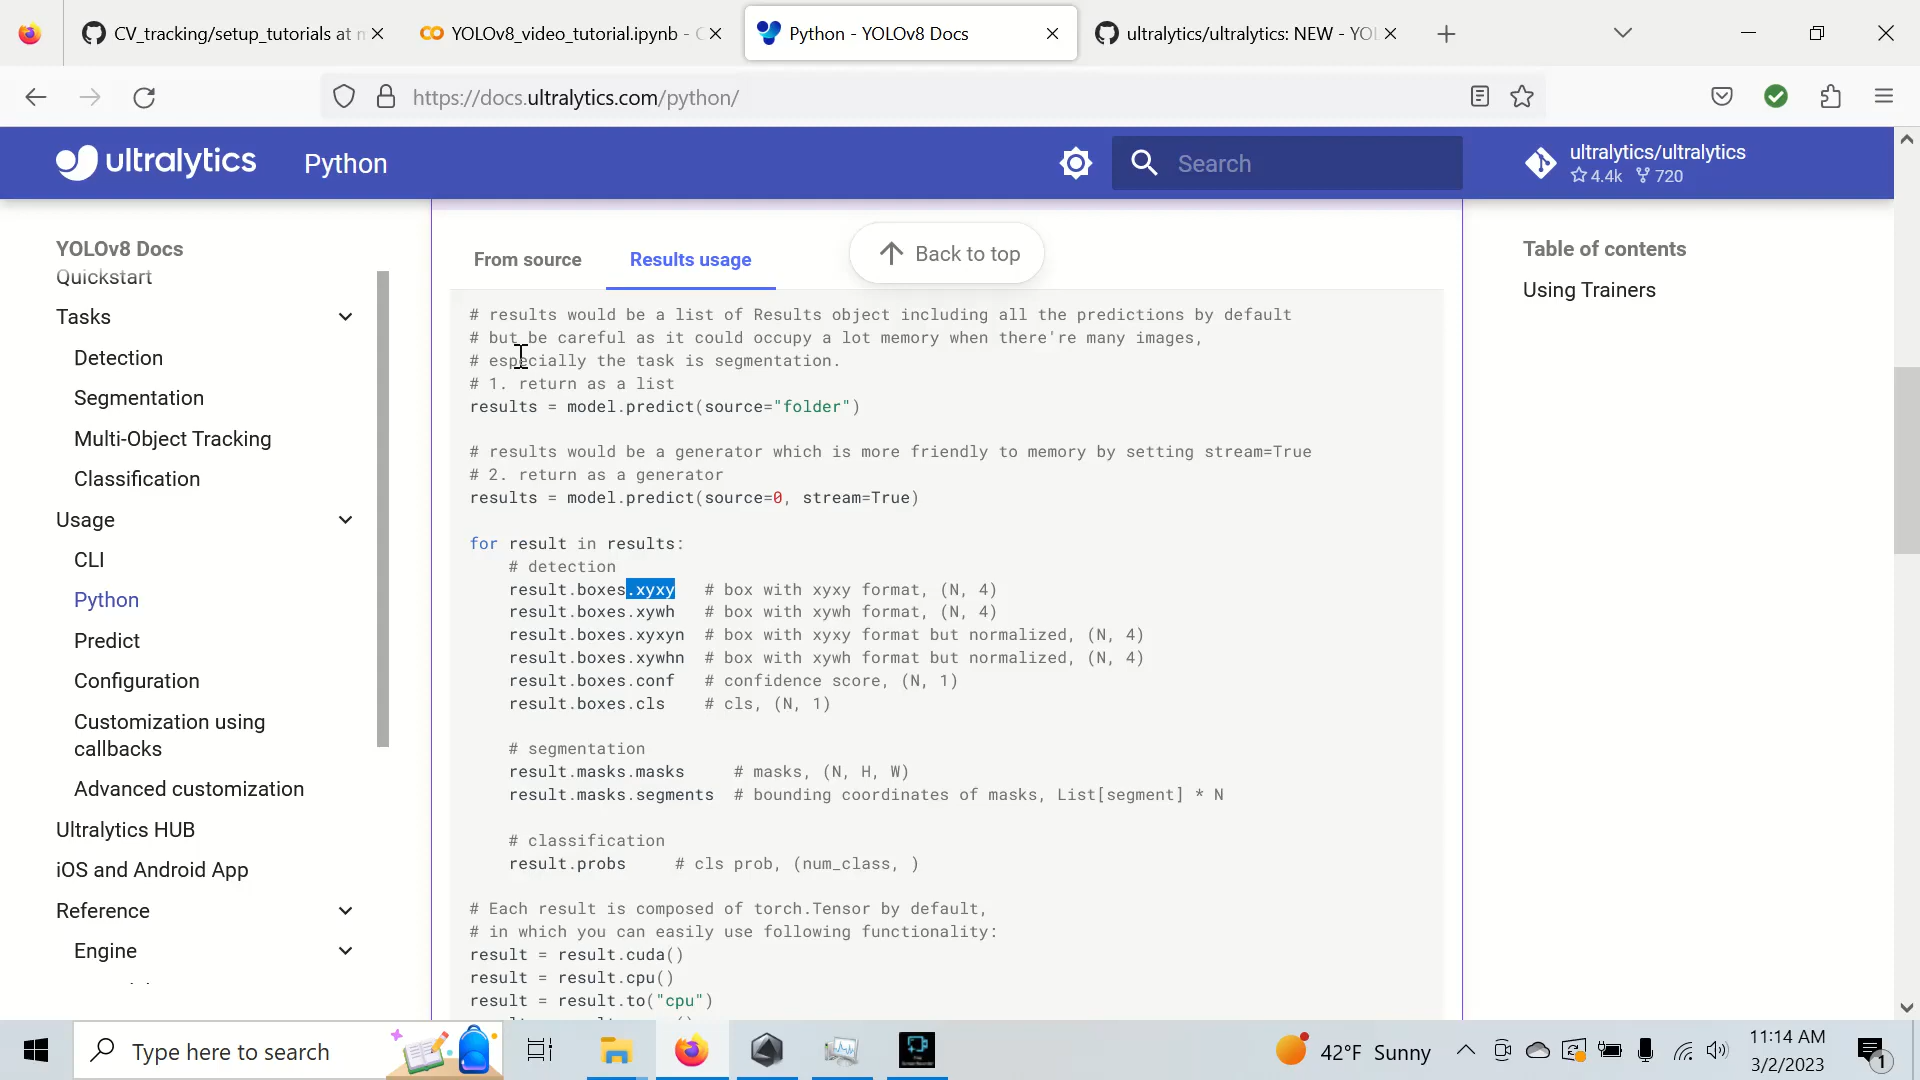 CV_tracking/setup_tutorials at m
YOLOv8_video_tutorial.ipynb - C
Python - YOLOv8 Docs
ultralytics/ultralytics: NEW - YOL
https://docs.ultralytics.com/python/
ultralytics
Python
Search
ultralytics/ultralytics
4.4k 720
YOLOv8 Docs
Quickstart
Tasks
Detection
Segmentation
Multi-Object Tracking
Classification
Usage
CLI
Python
Predict
Configuration
Customization using
callbacks
Advanced customization
Ultralytics HUB
iOS and Android App
Reference
Engine
From source
Results usage
Back to top
# results would be a list of Results object including all the predictions by default
# but be careful as it could occupy a lot memory when there're many images,
# especially the task is segmentation.
# 1. return as a list
results = model.predict(source="folder")
# results would be a generator which is more friendly to memory by setting stream=True
# 2. return as a generator
results = model.predict(source=0, stream=True)
for result in results:
# detection
result.boxes.xyxy # box with xyxy format, (N, 4)
result.boxes.xywh # box with xywh format, (N, 4)
result.boxes.xyxyn # box with xyxy format but normalized, (N, 4)
result.boxes.xywhn # box with xywh format but normalized, (N, 4)
result.boxes.conf # confidence score, (N, 1)
result.boxes.cls # cls, (N, 1)
# segmentation
result.masks.masks # masks, (N, H, W)
result.masks.segments # bounding coordinates of masks, List[segment] * N
# classification
result.probs # cls prob, (num_class, )
# Each result is composed of torch.Tensor by default,
# in which you can easily use following functionality:
result = result.cuda()
result = result.cpu()
result = result.to("cpu")
Table of contents
Using Trainers
Type here to search
42°F Sunny
11:14 AM
3/2/2023
1